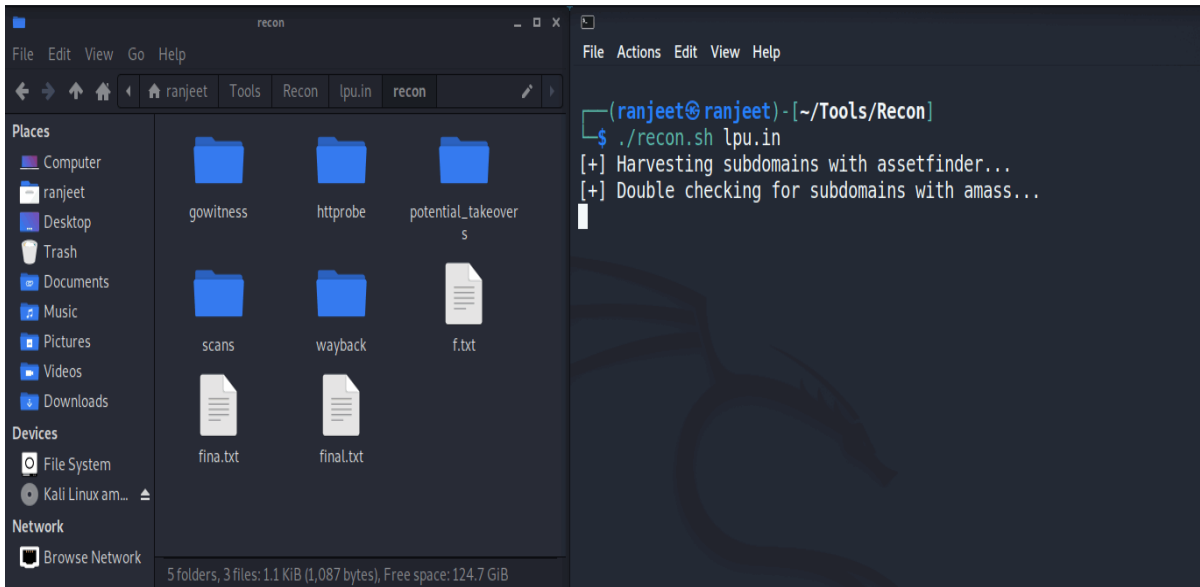 recon
File Edit View Go Help
ranjeet Tools Recon lpu.in recon
Places
Computer
ranjeet
Desktop
Trash
Documents
Music
Pictures
Videos
Downloads
Devices
File System
Kali Linux am...
Network
Browse Network
gowitness
httprobe
potential_takeover
s
scans
wayback
f.txt
fina.txt
final.txt
5 folders, 3 files: 1.1 KiB (1,087 bytes), Free space: 124.7 GiB
File Actions Edit View Help
(ranjeet㉿ranjeet)-[~/Tools/Recon]
$ ./recon.sh lpu.in
[+] Harvesting subdomains with assetfinder...
[+] Double checking for subdomains with amass...